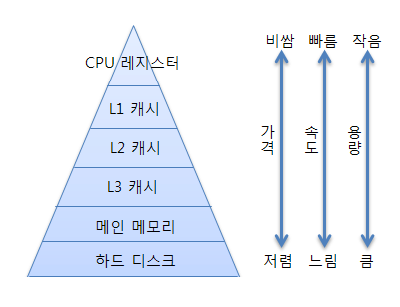 비쌈 빠름 작음
CPU 레지스터
L1 캐시
L2 캐시
L3 캐시
메인 메모리
하드 디스크
가격
속도
용량
저렴 느림 큼